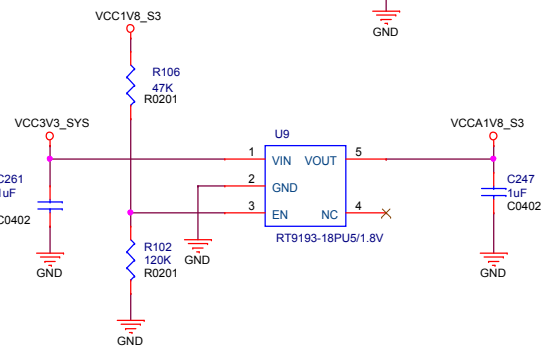 GND
VCC1V8_S3
R106
47K
R0201
VCC3V3_SYS
VCCA1V8_S3
U9
1 VIN VOUT 5
2 GND
3 EN NC 4
RT9193-18PU5/1.8V
C261
1uF
C0402
C247
1uF
C0402
R102
120K
R0201
GND
GND
GND
GND